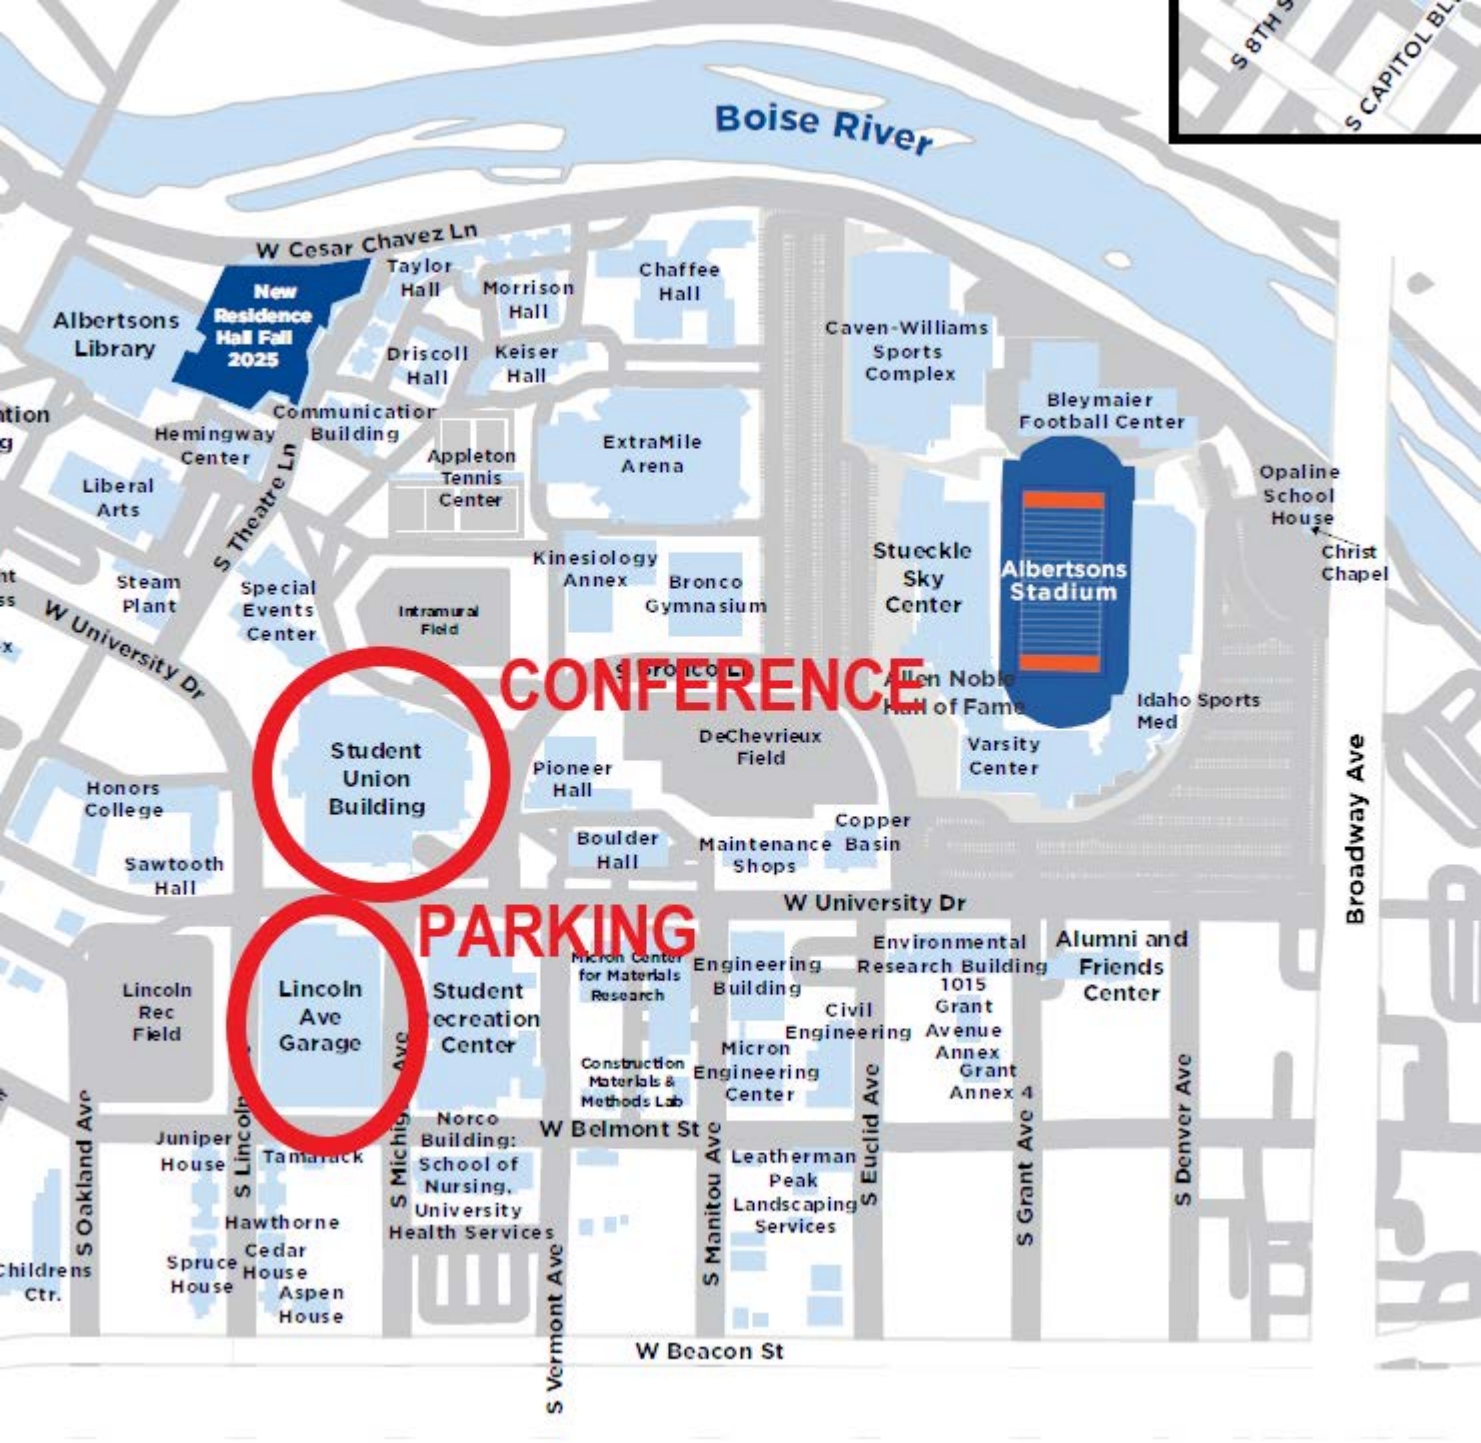 S 8TH S
S CAPITOL BL
Boise River
W Cesar Chavez Ln
Taylor
Hall
Morrison
Hall
Chaffee
Hall
New
Residence
Hall Fall
2025
Albertsons
Library
Driscoll
Hall
Keiser
Hall
Caven-Williams
Sports
Complex
Bleymaier
Football Center
Communication
Building
Hemingway
Center
ExtraMile
Arena
Appleton
Tennis
Center
Liberal
Arts
S Theatre Ln
Opaline
School
House
Christ
Chapel
Kinesiology
Annex
Bronco
Gymnasium
Stueckle
Sky
Center
Albertsons
Stadium
Steam
Plant
Special
Events
Center
Intramural
Field
W University Dr
S Bronco Ln
CONFERENCE
Allen Noble
Hall of Fame
Idaho Sports
Med
DeChevrieux
Field
Varsity
Center
Student
Union
Building
Pioneer
Hall
Honors
College
Boulder
Hall
Maintenance
Shops
Copper
Basin
Sawtooth
Hall
Broadway Ave
W University Dr
PARKING
Lincoln
Rec
Field
Lincoln
Ave
Garage
Student
Recreation
Center
Micron Center
for Materials
Research
Engineering
Building
Environmental
Research Building
1015
Grant
Avenue
Annex
Grant
Annex 4
Alumni and
Friends
Center
Civil
Engineering
Micron
Engineering
Center
Construction
Materials &
Methods Lab
W Belmont St
Norco
Building:
School of
Nursing,
University
Health Services
Juniper
House
Tamarack
Hawthorne
Cedar
House
Spruce
House
Aspen
House
Leatherman
Peak
Landscaping
Services
Childrens
Ctr.
S Oakland Ave
S Lincoln
S Michig Ave
S Vermont Ave
S Manitou Ave
S Euclid Ave
S Grant Ave
S Denver Ave
W Beacon St